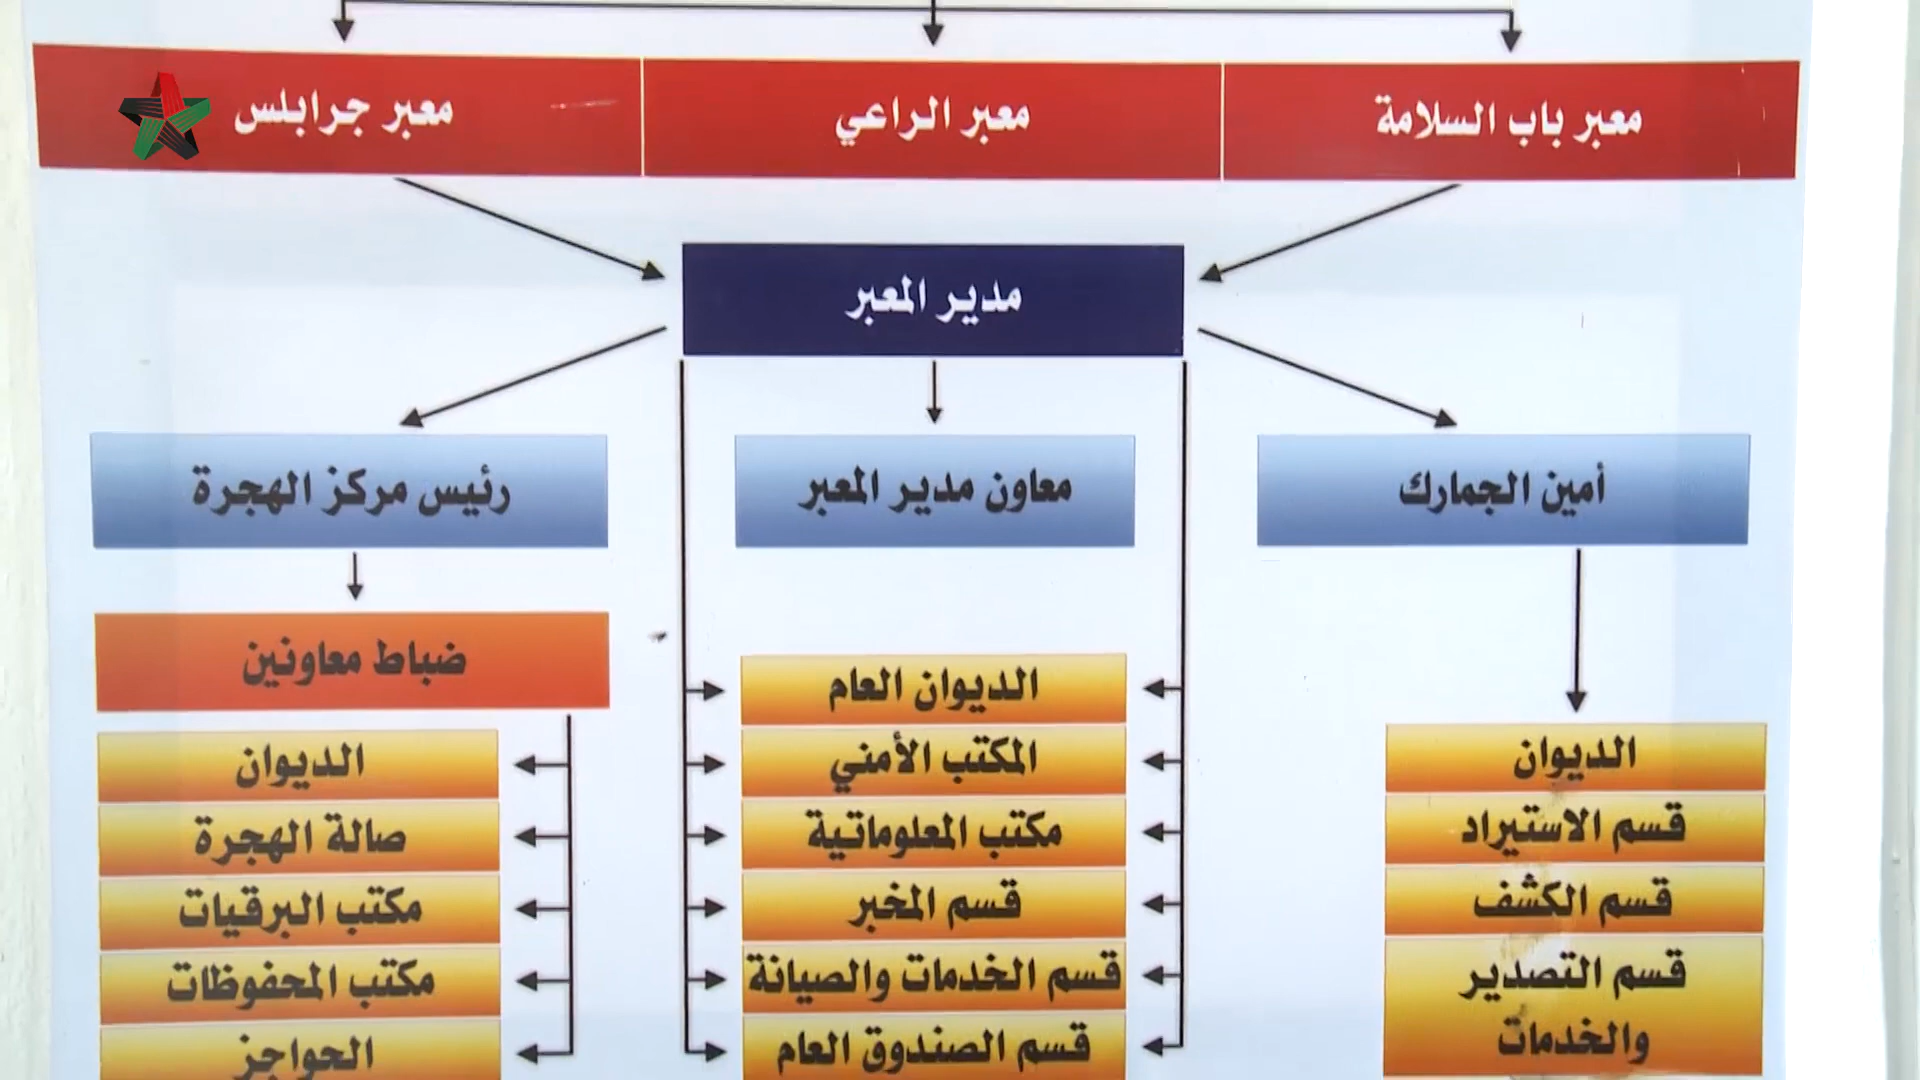 معبر باب السلامة
معبر الراعي
معبر جرابلس
مدير المعبر
أمين الجمارك
معاون مدير المعبر
رئيس مركز الهجرة
ضباط معاونين
الديوان
قسم الاستيراد
قسم الكشف
قسم التصدير
والخدمات
الديوان العام
المكتب الأمني
مكتب المعلوماتية
قسم المخبر
قسم الخدمات والصيانة
قسم الصندوق العام
الديوان
صالة الهجرة
مكتب البرقيات
مكتب المحفوظات
الحواجز